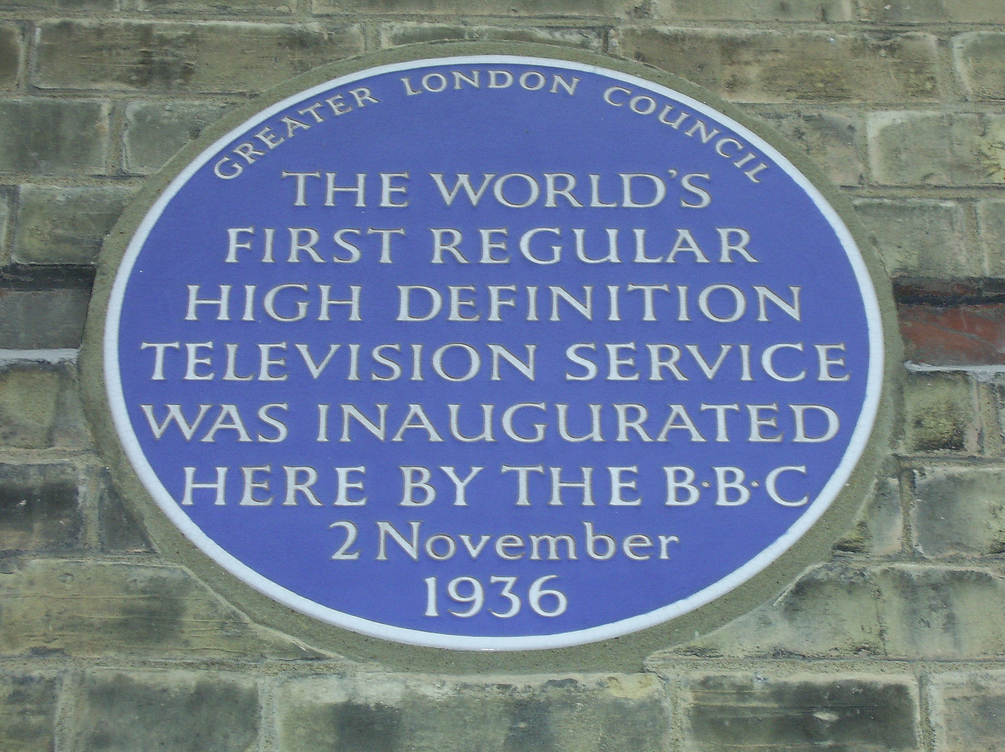 GREATER LONDON COUNCIL
THE WORLD'S
FIRST REGULAR
HIGH DEFINITION
TELEVISION SERVICE
WAS INAUGURATED
HERE BY THE B·B·C
2 November
1936